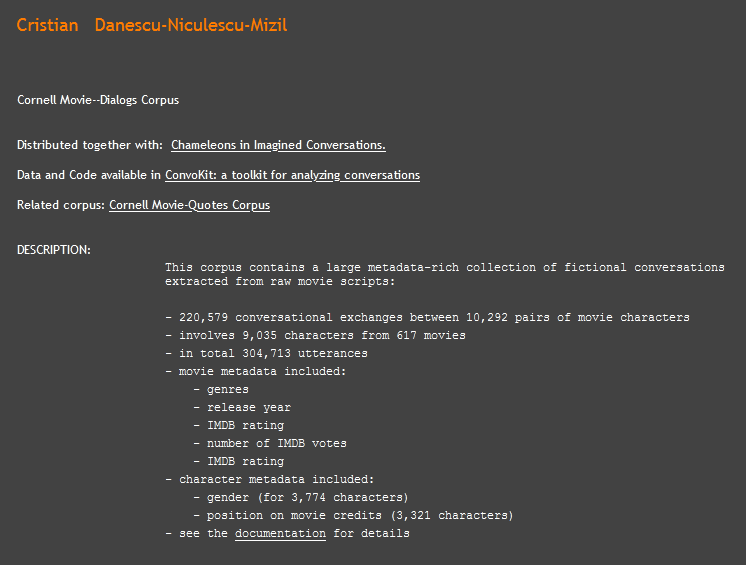 Cristian Danescu-Niculescu-Mizil
Cornell Movie--Dialogs Corpus
Distributed together with: Chameleons in Imagined Conversations.
Data and Code available in ConvoKit: a toolkit for analyzing conversations
Related corpus: Cornell Movie-Quotes Corpus
DESCRIPTION:
This corpus contains a large metadata-rich collection of fictional conversations
extracted from raw movie scripts:
- 220,579 conversational exchanges between 10,292 pairs of movie characters
- involves 9,035 characters from 617 movies
- in total 304,713 utterances
- movie metadata included:
- genres
- release year
- IMDB rating
- number of IMDB votes
- IMDB rating
- character metadata included:
- gender (for 3,774 characters)
- position on movie credits (3,321 characters)
- see the documentation for details